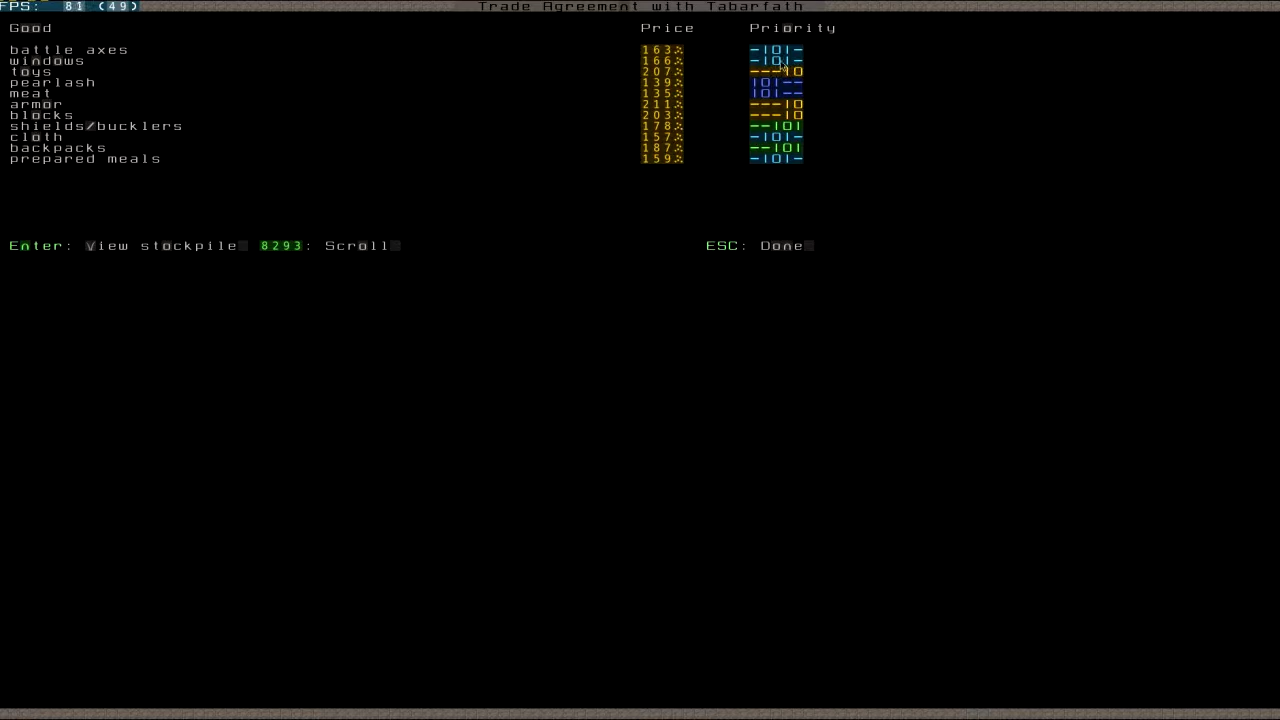 FPS: 81 (49) Trade Agreement with Tabarfath
Good Price Priority
battle axes 163% -|O|-
windows 166% -|O|-
toys 207% ---|O
pearlash 139% |O|--
meat 135% |O|--
armor 211% ---|O
blocks 203% ---|O
shields/bucklers 178% --|O|
cloth 157% -|O|-
backpacks 187% --|O|
prepared meals 159% -|O|-
Enter: View stockpile 8293: Scroll ESC: Done